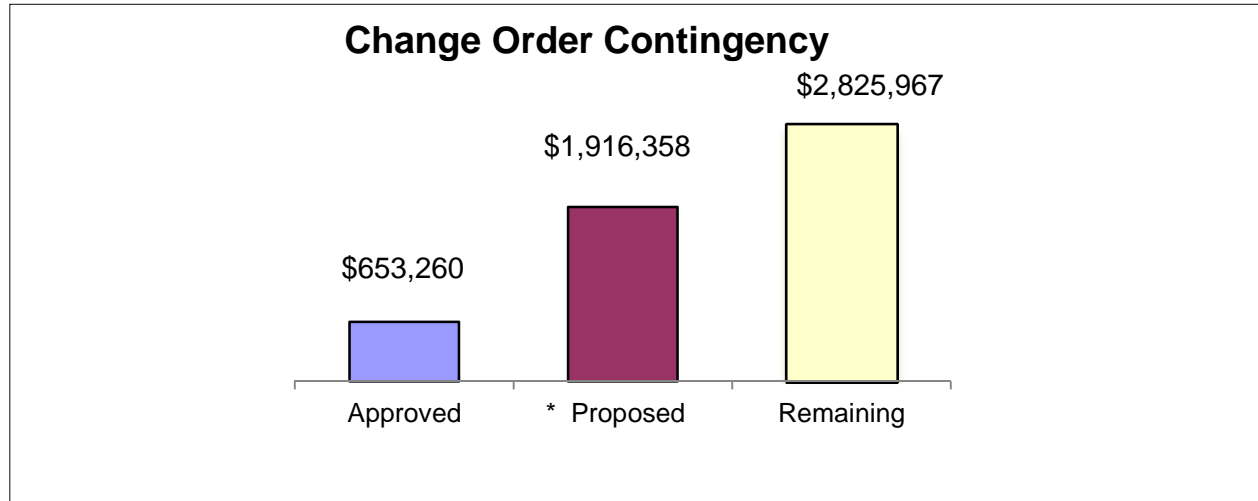 Change Order Contingency
$2,825,967
$1,916,358
$653,260
Approved
* Proposed
Remaining